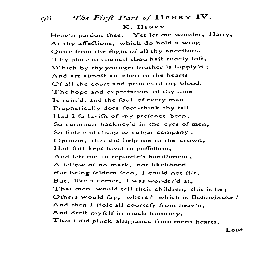 The First Part of HENRY IV.
K. HENRY
Heav'n pardon thee. Yet let me wonder, Harry,
At thy affections, which do hold a wing
Quite from the flight of all thy ancestors.
Thy place in council thou hast rudely lost,
Which by thy younger brother is supply'd;
And art almost an alien to the hearts
Of all the court and princes of my blood.
The hope and expectation of thy time
Is ruin'd, and the soul of every man
Prophetically does fore-think thy fall.
Had I so lavish of my presence been,
So common hackney'd in the eyes of men,
So stale and cheap to vulgar company;
Opinion, that did help me to the crown,
Had still kept loyal to possession,
And left me in reputeless banishment,
A fellow of no mark, nor likelihood.
But being seldom seen, I could not stir,
But, like a comet, I was wonder'd at,
That men would tell their children, this is he;
Others would say, where? which is Bolingbroke?
And then I stole all courtesy from heav'n,
And drest myself in much humility,
That I did pluck allegiance from mens hearts,
Loud